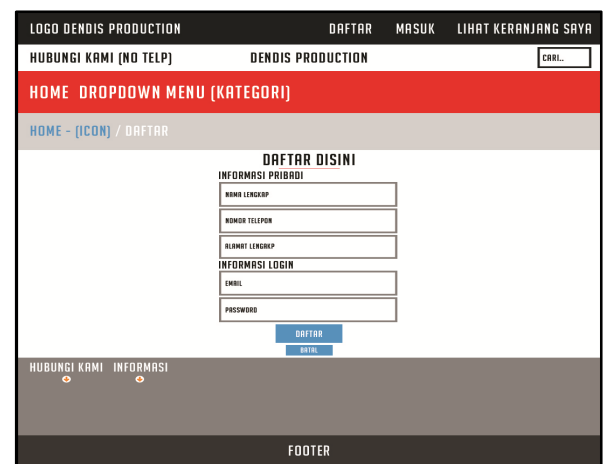 LOGO DENDIS PRODUCTION DAFTAR MASUK LIHAT KERANJANG SAYA
HUBUNGI KAMI (NO TELP) DENDIS PRODUCTION CARI..
HOME DROPDOWN MENU (KATEGORI)
HOME - (ICON) / DAFTAR
DAFTAR DISINI
INFORMASI PRIBADI
NAMA LENGKAP
NOMOR TELEPON
ALAMAT LENGAKP
INFORMASI LOGIN
EMAIL
PASSWORD
DAFTAR
BATAL
HUBUNGI KAMI INFORMASI
FOOTER